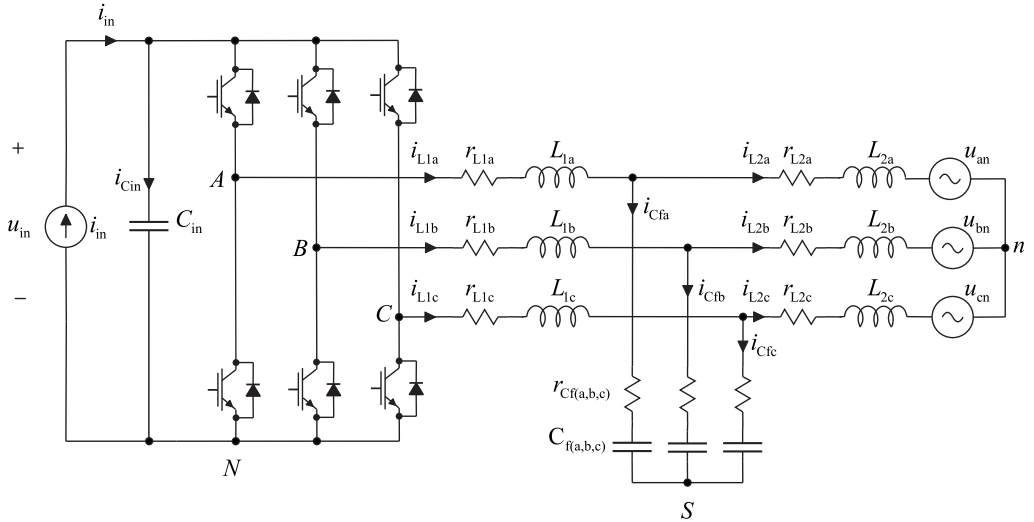 i_in
+
u_in
−
i_in
i_Cin
C_in
A
B
C
N
i_L1a r_L1a L_1a i_L2a r_L2a L_2a u_an
i_Cfa
i_L1b r_L1b L_1b i_L2b r_L2b L_2b u_bn
n
i_Cfb
i_L1c r_L1c L_1c i_L2c r_L2c L_2c u_cn
i_Cfc
r_Cf(a,b,c)
C_f(a,b,c)
S